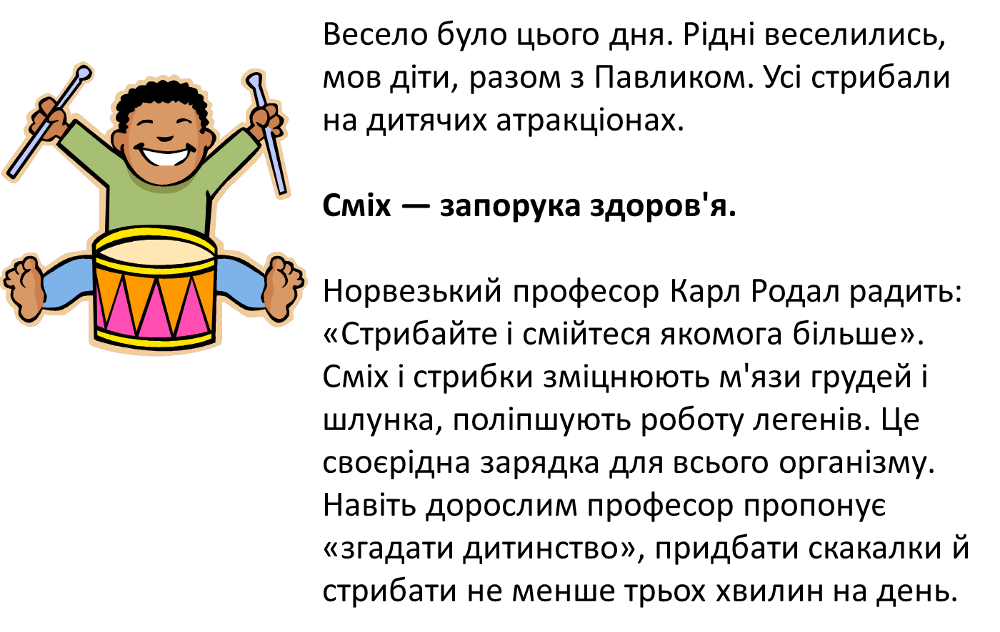 Весело було цього дня. Рідні веселились,
мов діти, разом з Павликом. Усі стрибали
на дитячих атракціонах.
Сміх — запорука здоров'я.
Норвезький професор Карл Родал радить:
«Стрибайте і смійтеся якомога більше».
Сміх і стрибки зміцнюють м'язи грудей і
шлунка, поліпшують роботу легенів. Це
своєрідна зарядка для всього організму.
Навіть дорослим професор пропонує
«згадати дитинство», придбати скакалки й
стрибати не менше трьох хвилин на день.